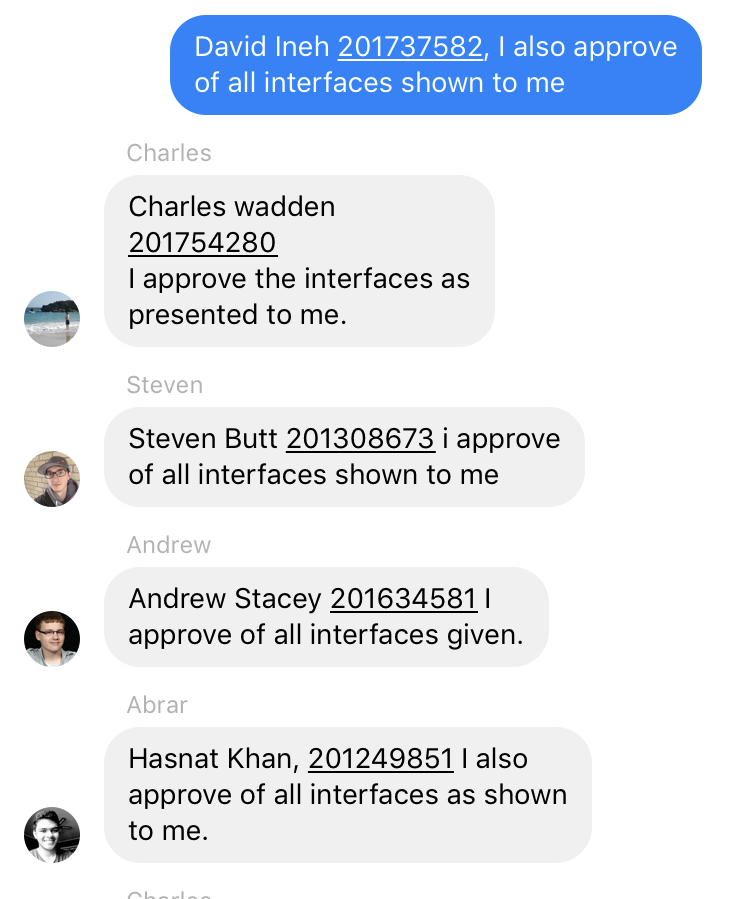 David Ineh 201737582, I also approve
of all interfaces shown to me
Charles
Charles wadden
201754280
I approve the interfaces as
presented to me.
Steven
Steven Butt 201308673 i approve
of all interfaces shown to me
Andrew
Andrew Stacey 201634581 I
approve of all interfaces given.
Abrar
Hasnat Khan, 201249851 I also
approve of all interfaces as shown
to me.
Charles